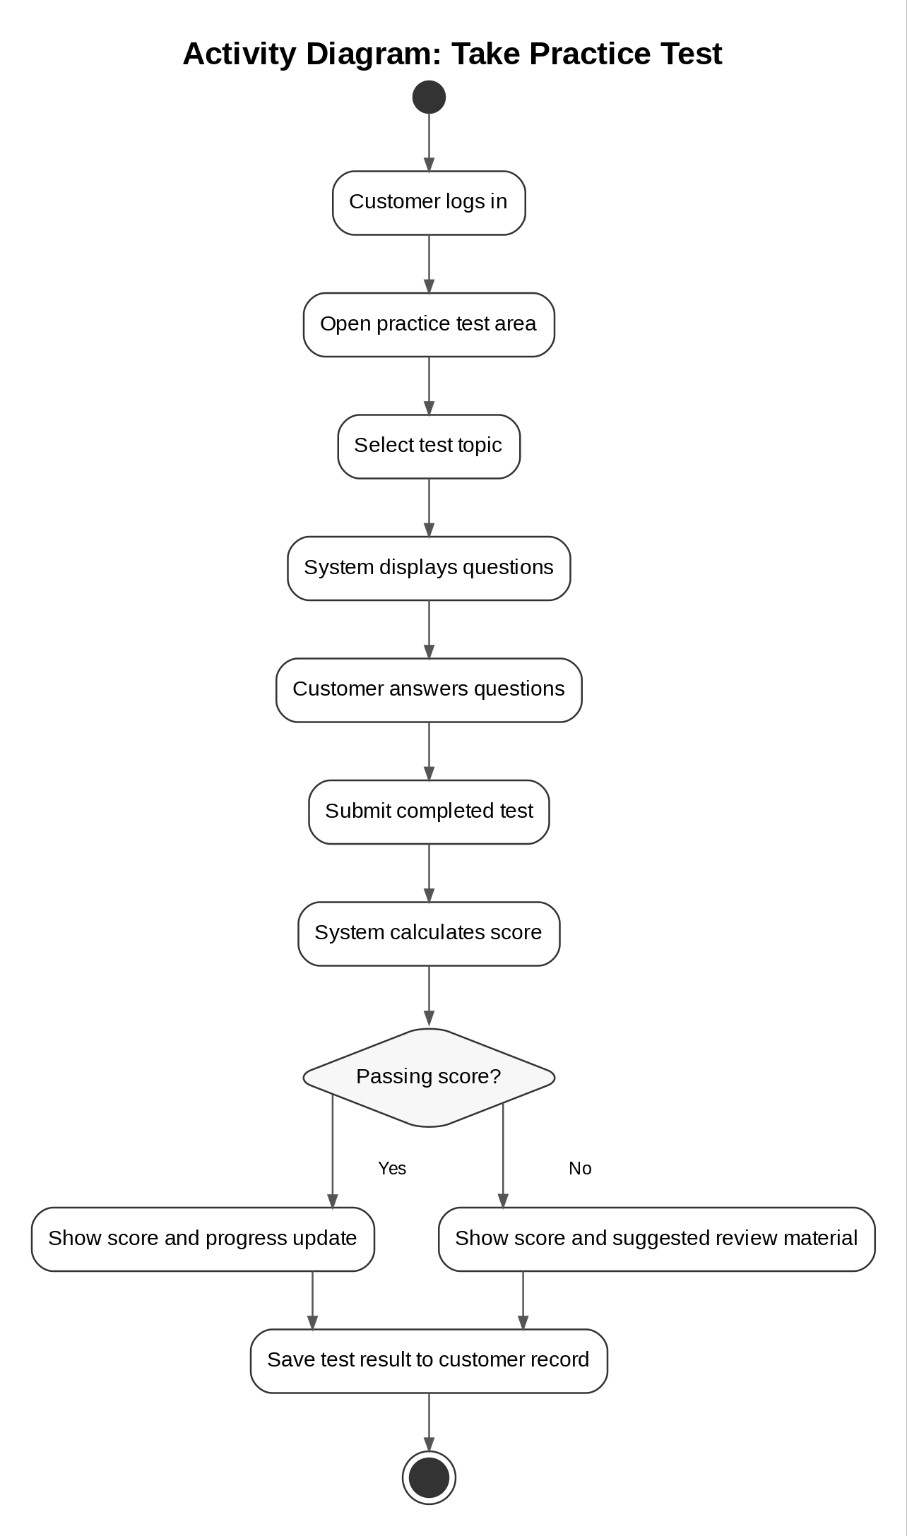 Activity Diagram: Take Practice Test
Customer logs in
Open practice test area
Select test topic
System displays questions
Customer answers questions
Submit completed test
System calculates score
Passing score?
Yes
No
Show score and progress update
Show score and suggested review material
Save test result to customer record